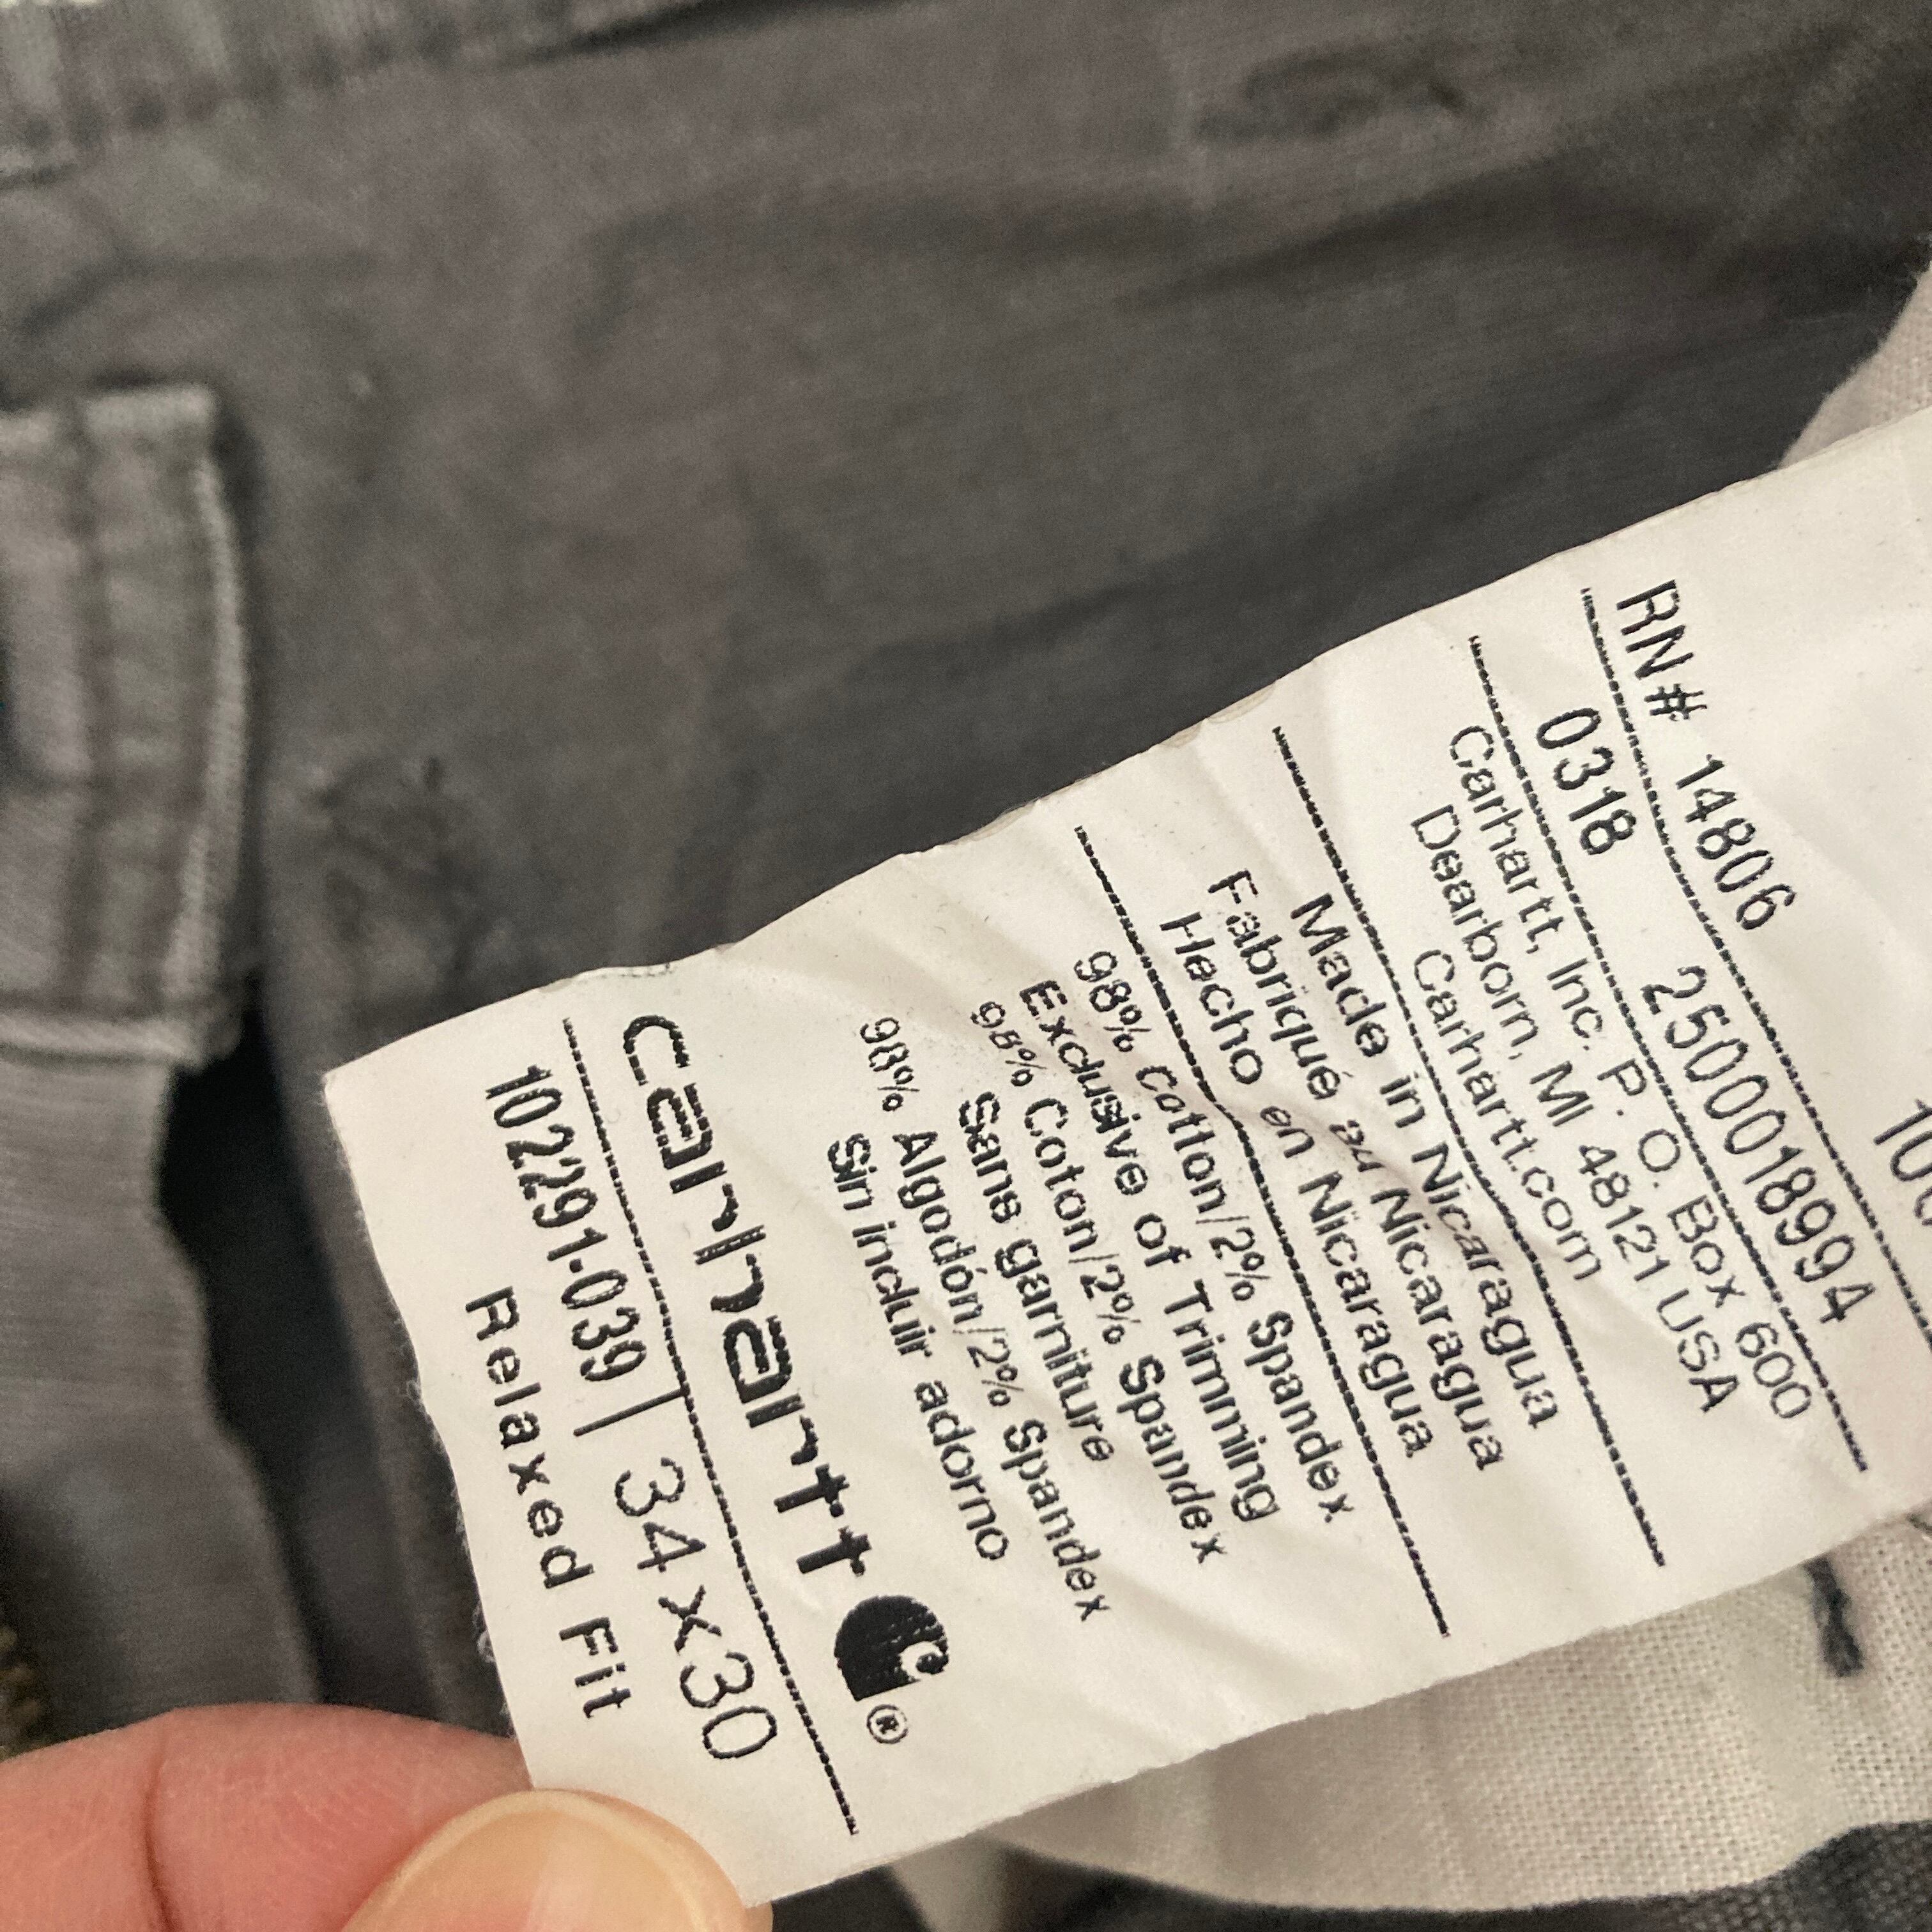 102291-039 | 34x30
Relaxed Fit
carhartt ®
98% Cotton/2% Spandex
Exclusive of Trimming
98% Coton/2% Spandex
Sans garniture
98% Algodón/2% Spandex
Sin incluir adorno
Made in Nicaragua
Fabriqué au Nicaragua
Hecho en Nicaragua
Carhartt, Inc. P. O. Box 600
Dearborn, MI 48121 USA
Carhartt.com
0318 2500018994
RN# 14806